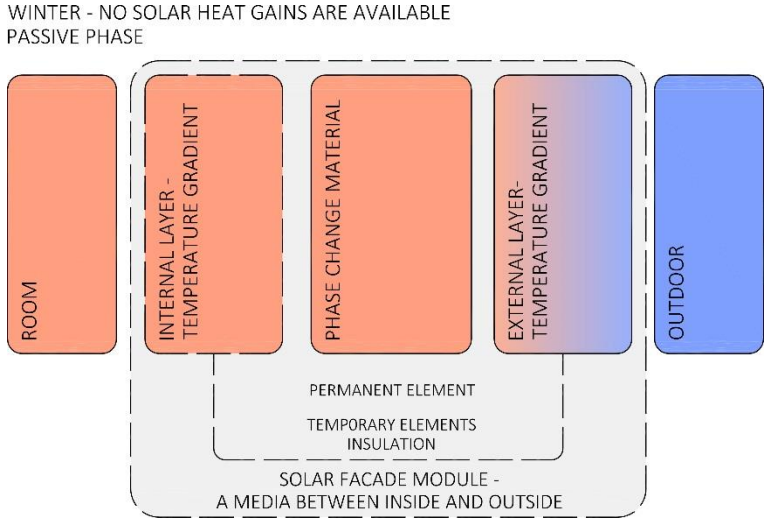 WINTER - NO SOLAR HEAT GAINS ARE AVAILABLE
PASSIVE PHASE
ROOM
INTERNAL LAYER -
TEMPERATURE GRADIENT
PHASE CHANGE MATERIAL
EXTERNAL LAYER-
TEMPERATURE GRADIENT
OUTDOOR
PERMANENT ELEMENT
TEMPORARY ELEMENTS
INSULATION
SOLAR FACADE MODULE -
A MEDIA BETWEEN INSIDE AND OUTSIDE